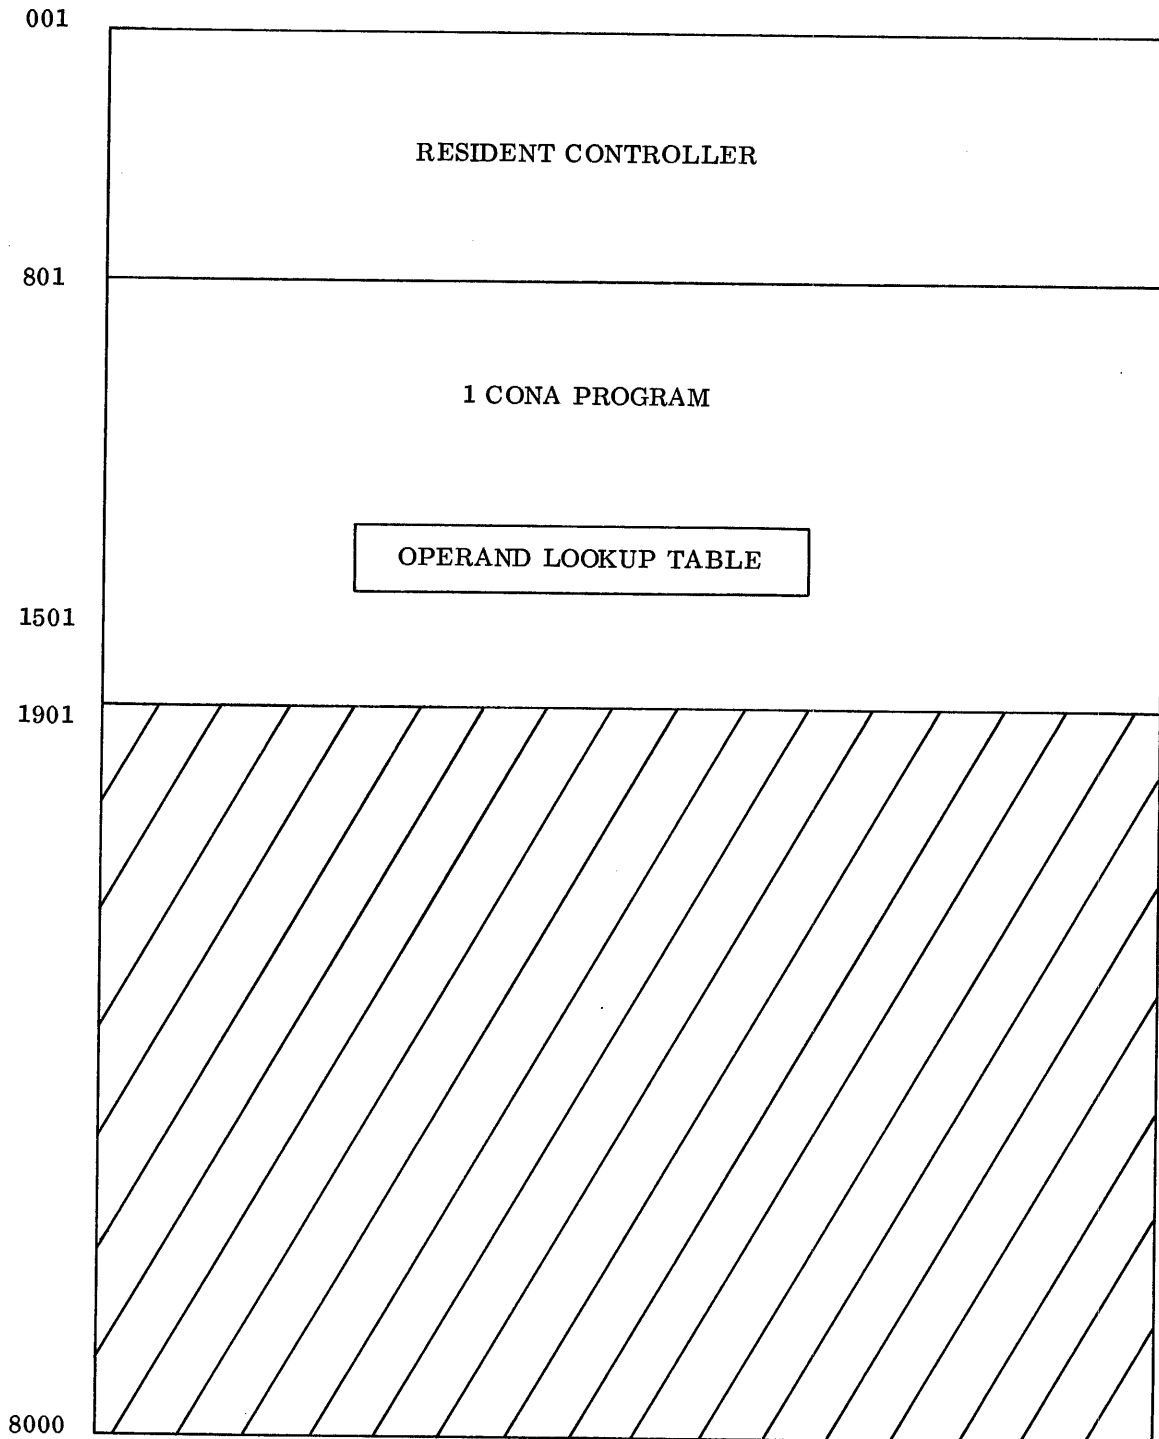 001
RESIDENT CONTROLLER
801
1 CONA PROGRAM
OPERAND LOOKUP TABLE
1501
1901
8000